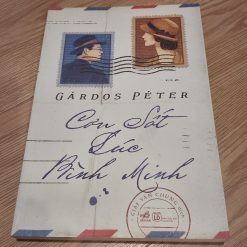 GÁRDOS PÉTER
Cơn Sốt
Lúc
Bình Minh